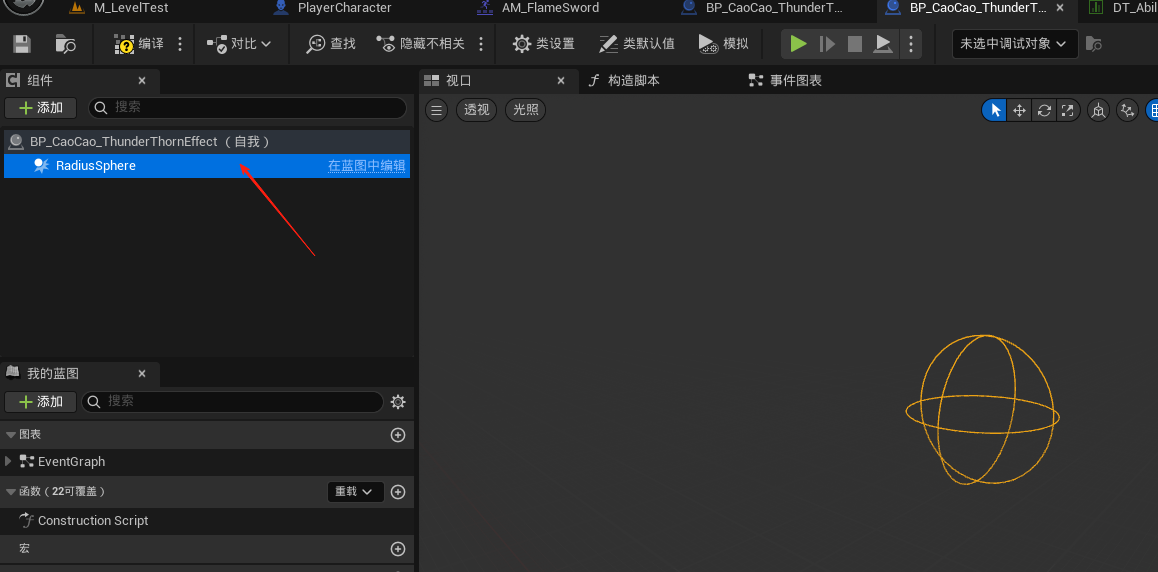 M_LevelTest PlayerCharacter AM_FlameSword BP_CaoCao_ThunderT... BP_CaoCao_ThunderT... × DT_Abil
编译 对比 查找 隐藏不相关 类设置 类默认值 模拟 未选中调试对象
组件 × 视口 × 构造脚本 事件图表
添加 搜索 透视 光照
BP_CaoCao_ThunderThornEffect （自我）
RadiusSphere 在蓝图中编辑
我的蓝图 ×
添加 搜索
图表
EventGraph
函数（22可覆盖） 重载
Construction Script
宏